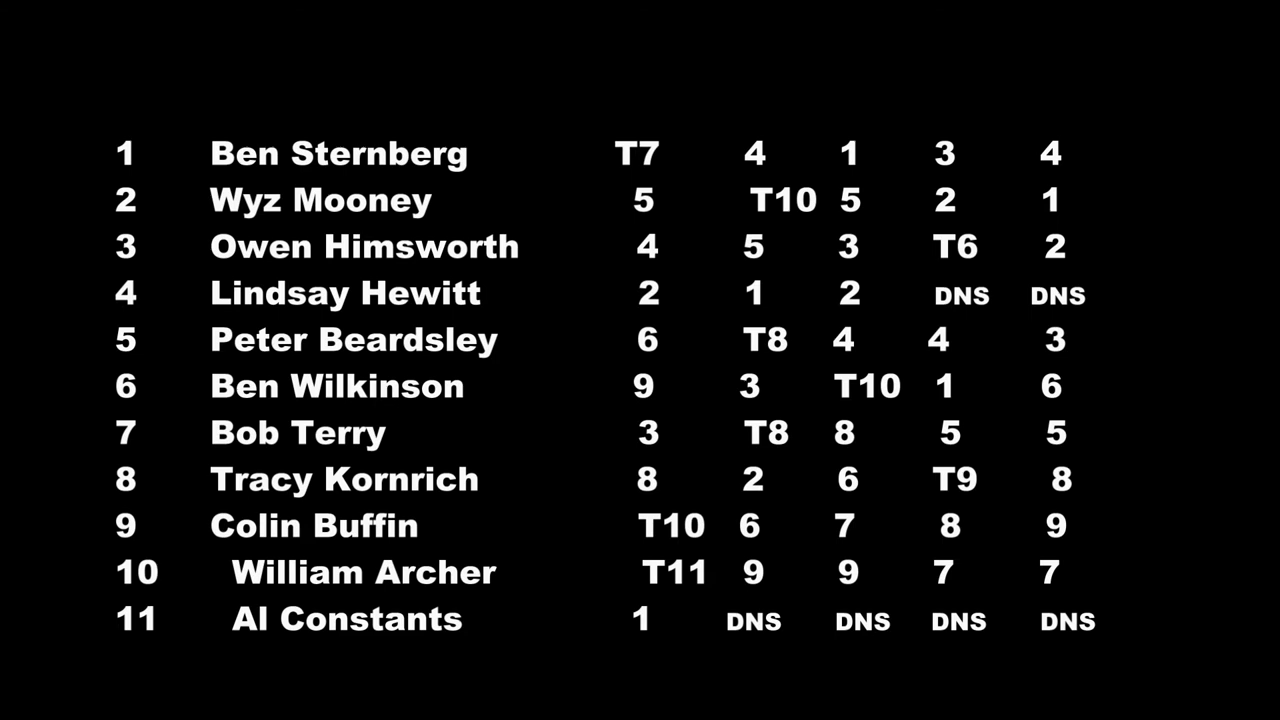 1 Ben Sternberg T7 4 1 3 4
2 Wyz Mooney 5 T10 5 2 1
3 Owen Himsworth 4 5 3 T6 2
4 Lindsay Hewitt 2 1 2 DNS DNS
5 Peter Beardsley 6 T8 4 4 3
6 Ben Wilkinson 9 3 T10 1 6
7 Bob Terry 3 T8 8 5 5
8 Tracy Kornrich 8 2 6 T9 8
9 Colin Buffin T10 6 7 8 9
10 William Archer T11 9 9 7 7
11 Al Constants 1 DNS DNS DNS DNS